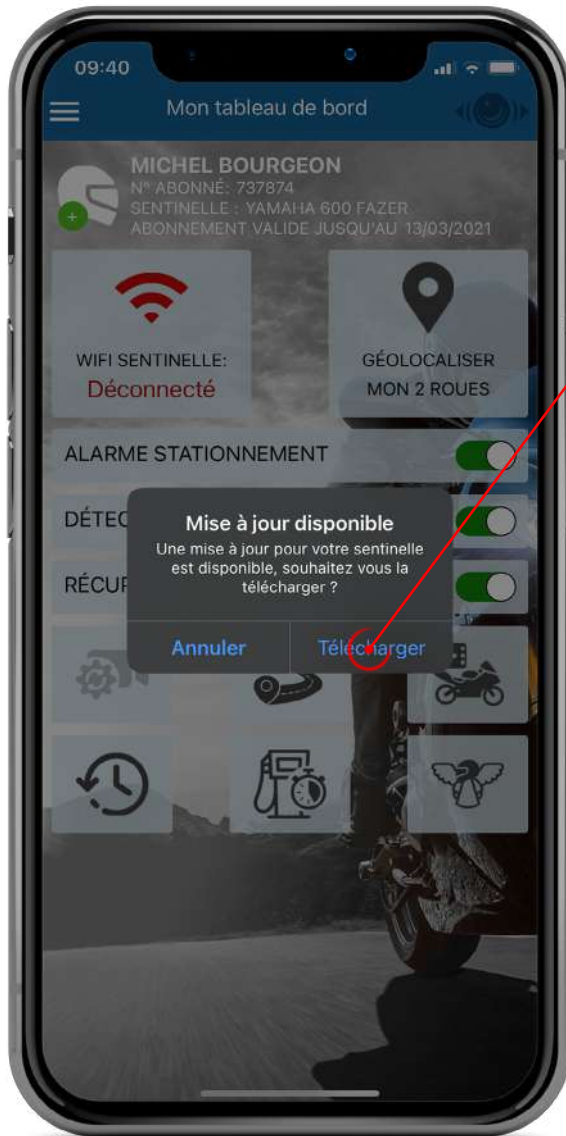 09:40
Mon tableau de bord
MICHEL BOURGEON
N° ABONNÉ: 737874
SENTINELLE : YAMAHA 600 FAZER
ABONNEMENT VALIDE JUSQU'AU 13/03/2021
WIFI SENTINELLE:
Déconnecté
GÉOLOCALISER
MON 2 ROUES
ALARME STATIONNEMENT
DÉTEC
RÉCUP
Mise à jour disponible
Une mise à jour pour votre sentinelle
est disponible, souhaitez vous la
télécharger ?
Annuler
Télécharger